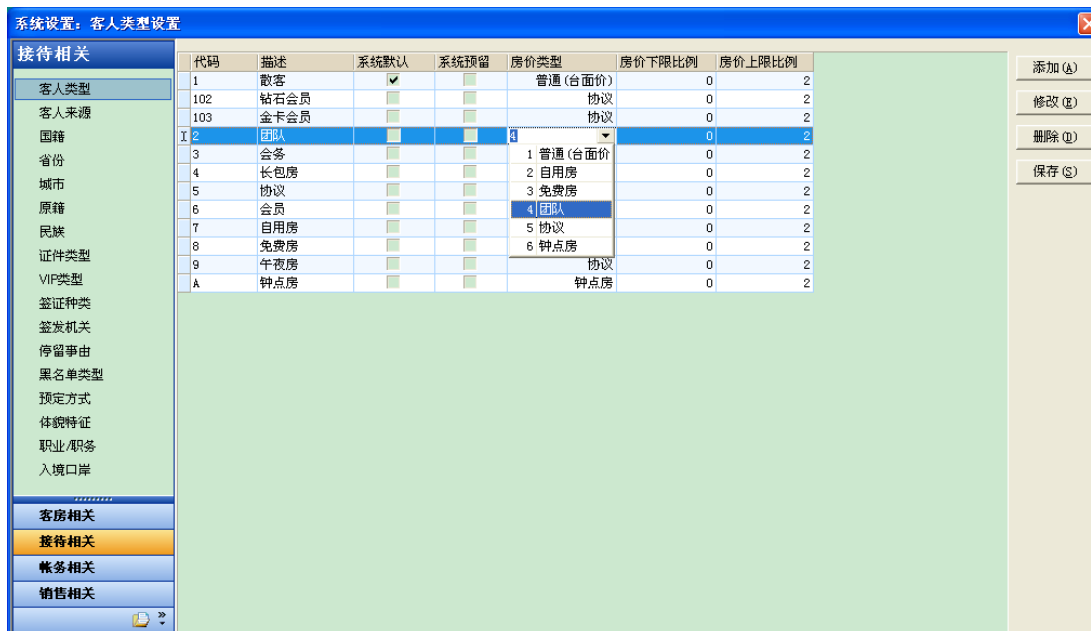 系统设置：客人类型设置
接待相关
客人类型
客人来源
国籍
省份
城市
原籍
民族
证件类型
VIP类型
签证种类
签发机关
停留事由
黑名单类型
预定方式
体貌特征
职业/职务
入境口岸
客房相关
接待相关
帐务相关
销售相关
代码 描述 系统默认 系统预留 房价类型 房价下限比例 房价上限比例
1 散客 普通(台面价) 0 2
102 钻石会员 协议 0 2
103 金卡会员 协议 0 2
2 团队 4 0 2
3 会务 0 2
4 长包房 0 2
5 协议 0 2
6 会员 0 2
7 自用房 0 2
8 免费房 0 2
9 午夜房 协议 0 2
A 钟点房 钟点房 0 2
1 普通(台面价
2 自用房
3 免费房
4 团队
5 协议
6 钟点房
添加(A)
修改(E)
删除(D)
保存(S)